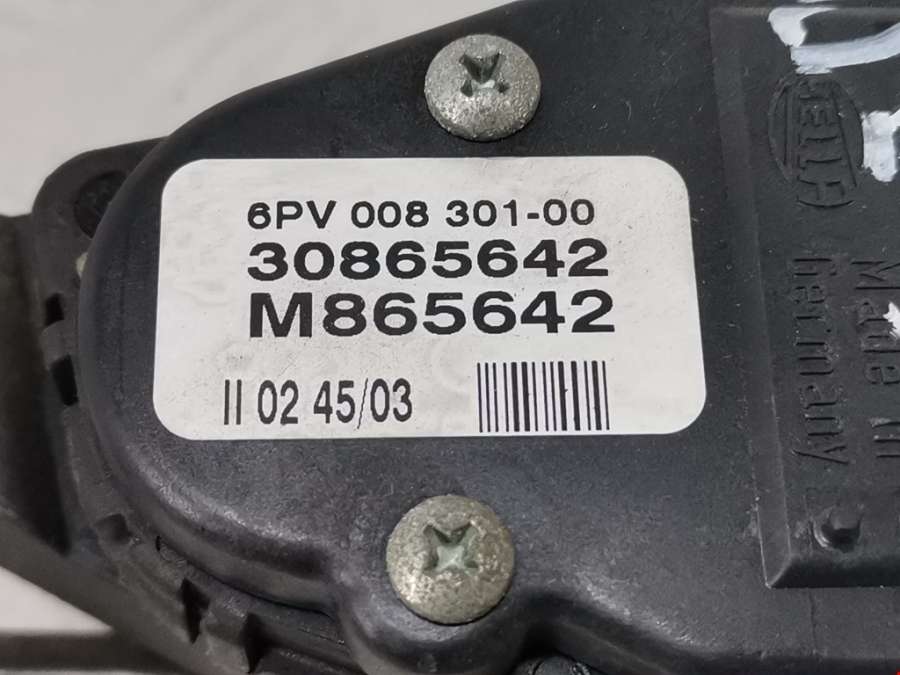 6PV 008 301-00
30865642
M865642
II 02 45/03
HELLA
Made in
Germany